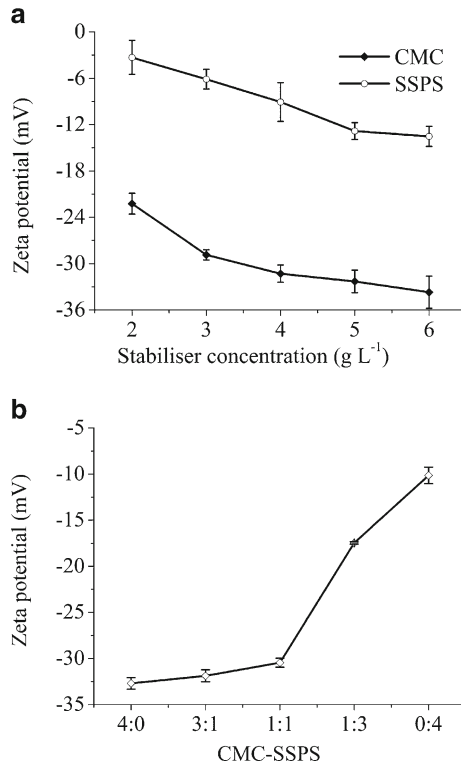 a
0
-6
-12
-18
-24
-30
-36
Zeta potential (mV)
CMC
SSPS
2 3 4 5 6
Stabiliser concentration (g L⁻¹)
b
-5
-10
-15
-20
-25
-30
-35
Zeta potential (mV)
4:0 3:1 1:1 1:3 0:4
CMC-SSPS